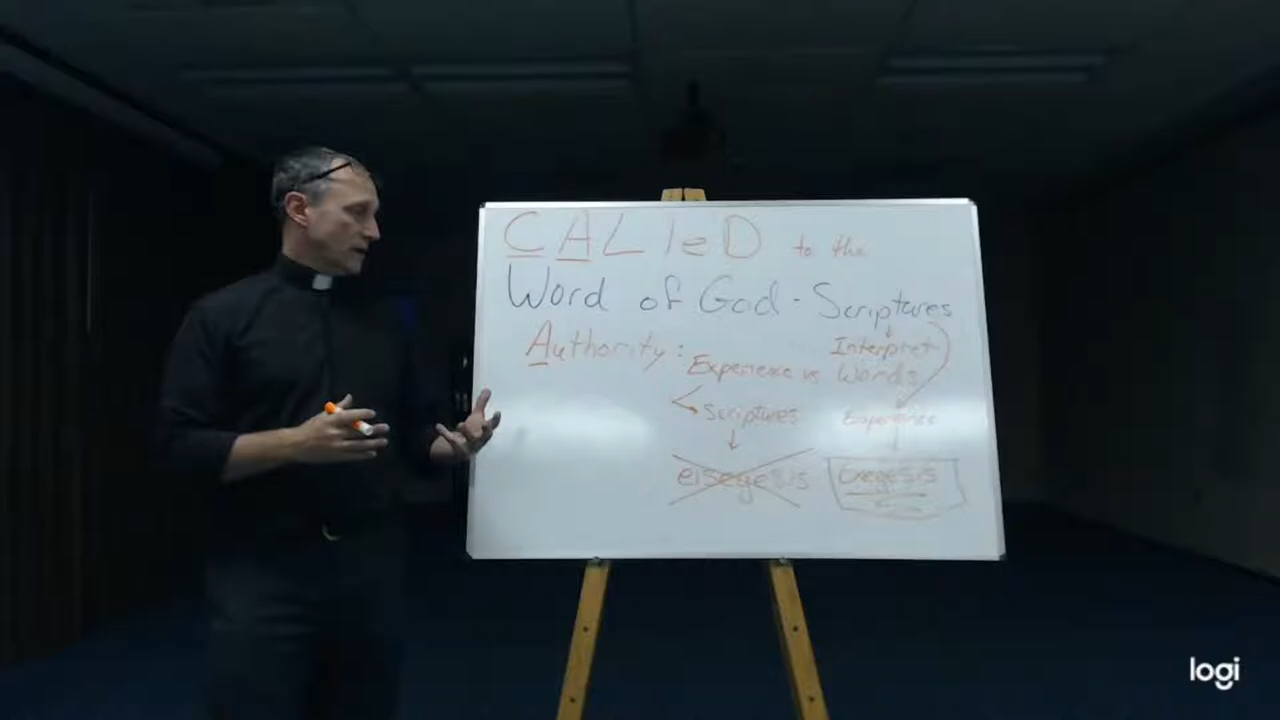 CALleD to the
Word of God - Scriptures
Authority:
Experience vs Words
Interpret
Scriptures
Experience
eisegesis
Exegesis
logi